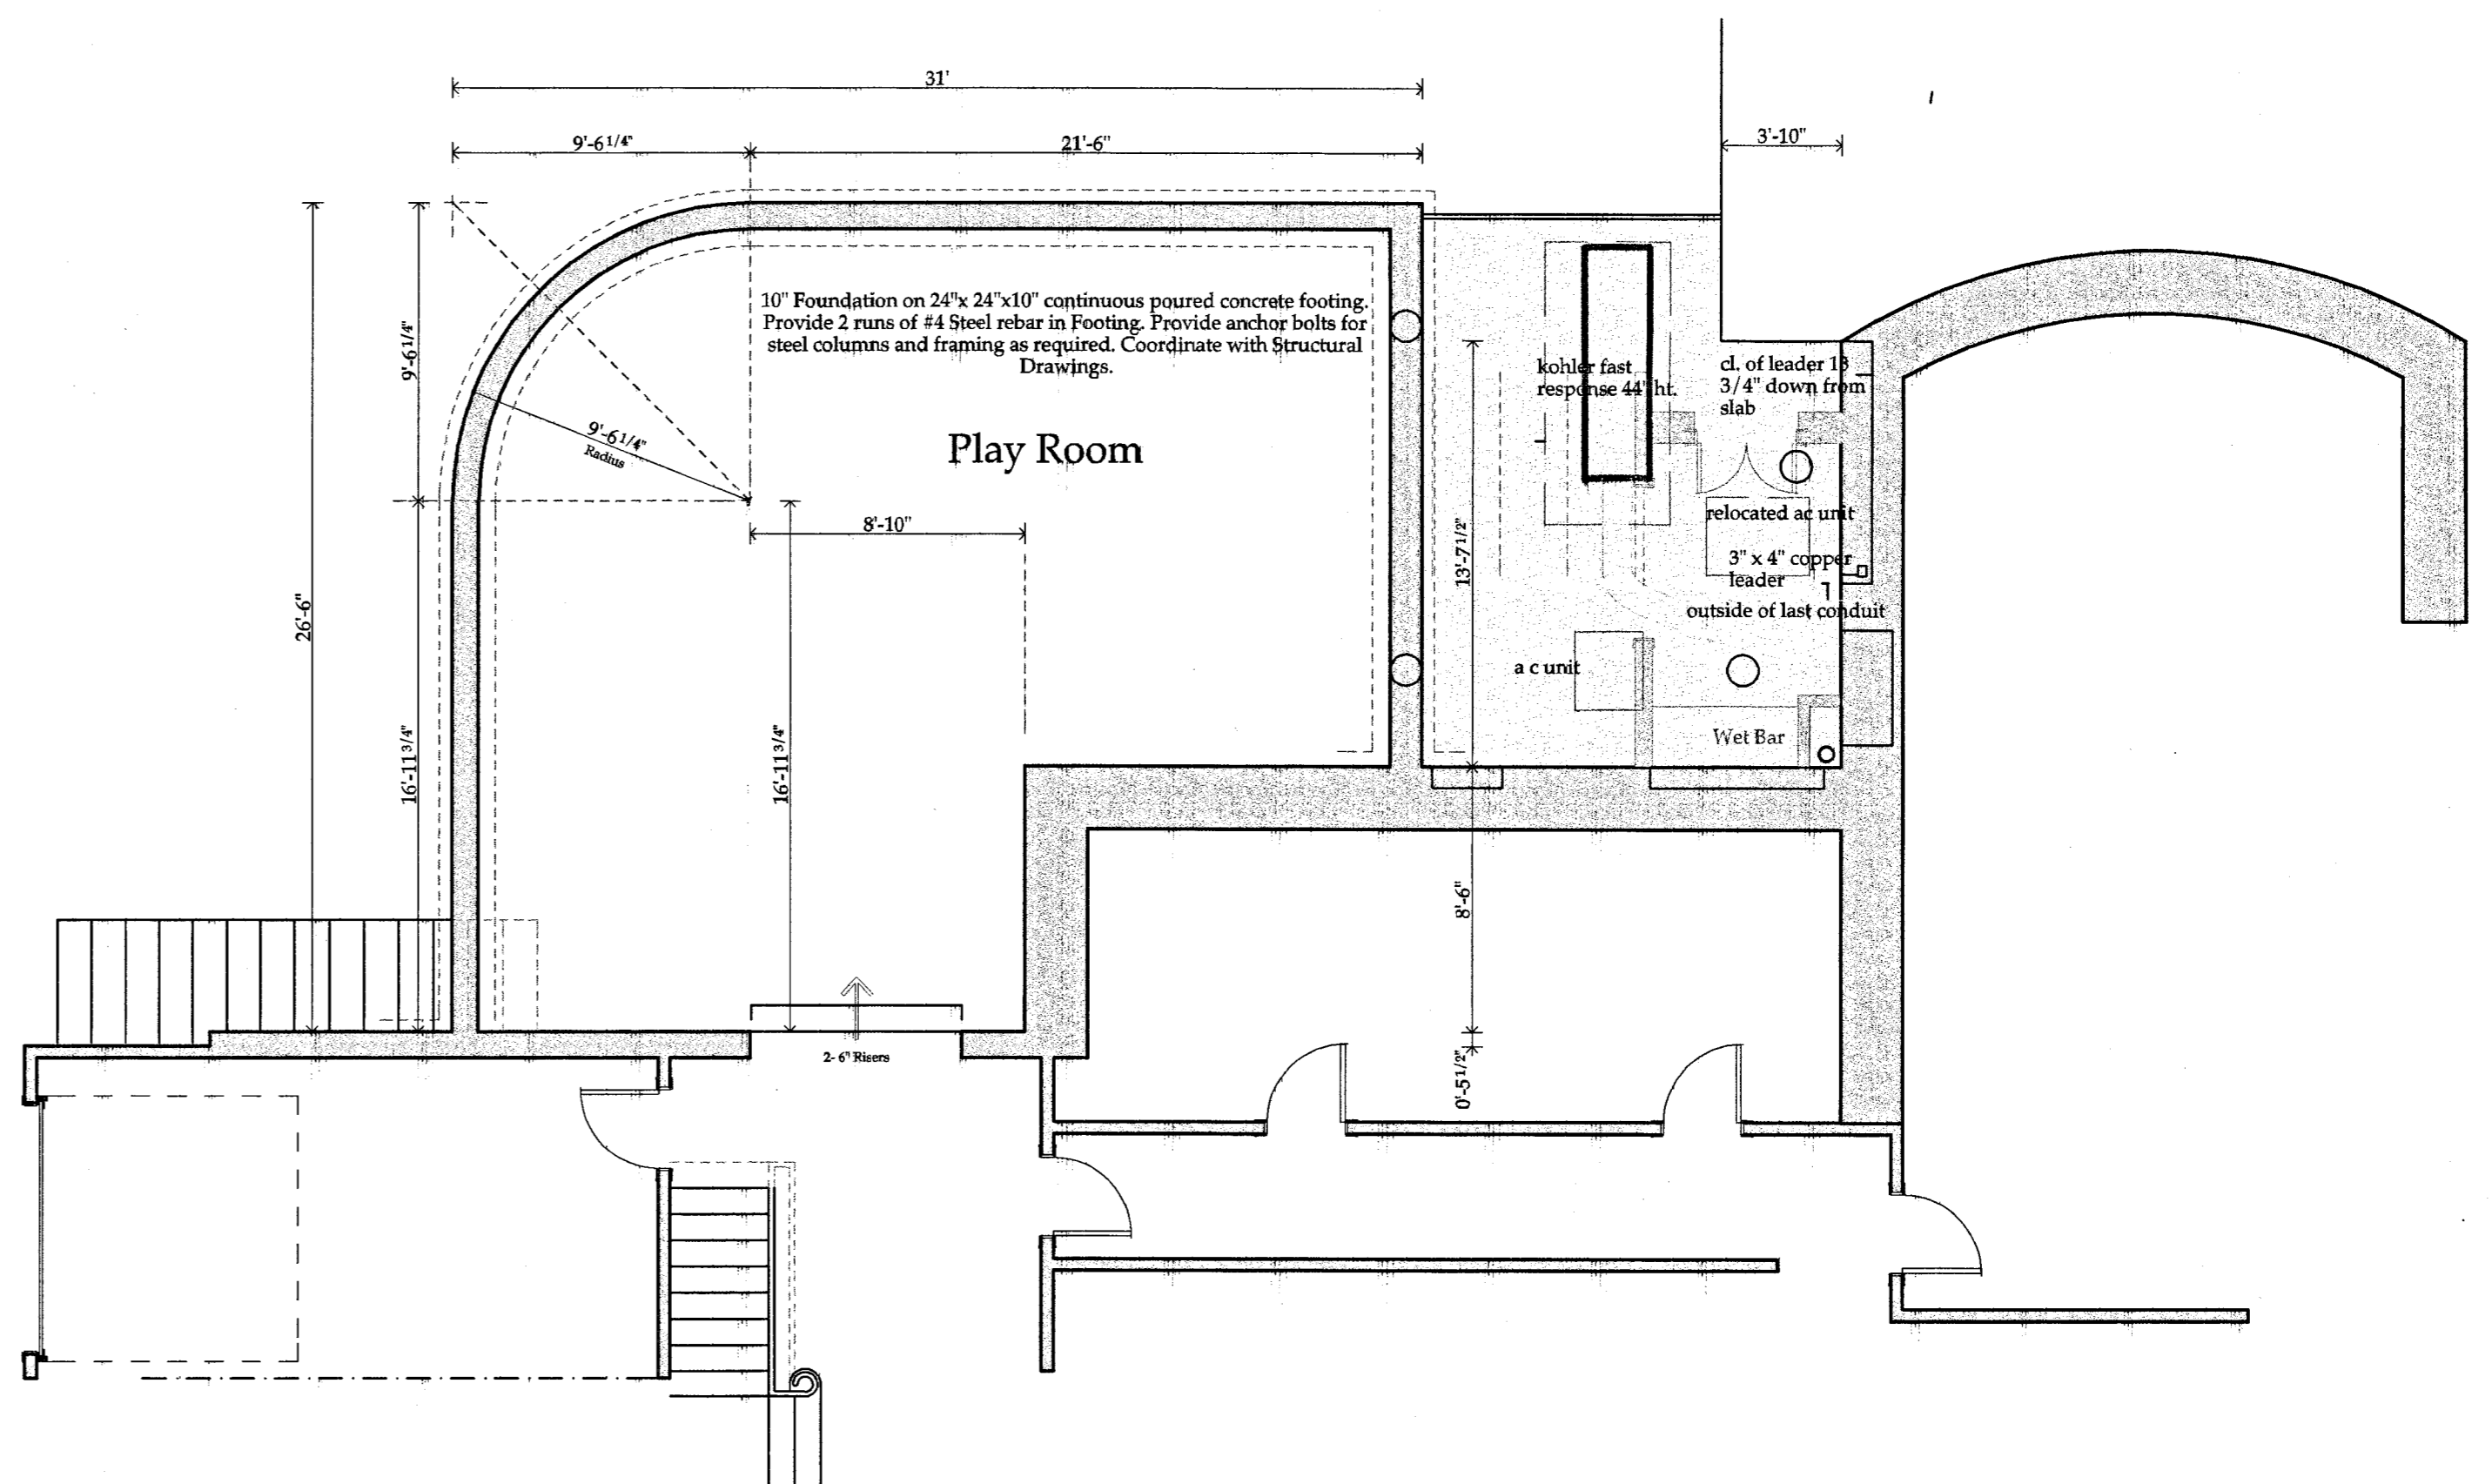 31'
9'-6 1/4"
21'-6"
3'-10"
10" Foundation on 24"x 24"x10" continuous poured concrete footing.
Provide 2 runs of #4 Steel rebar in Footing. Provide anchor bolts for
steel columns and framing as required. Coordinate with Structural
Drawings.
9'-6 1/4"
kohler fast
response 44" ht.
cl. of leader 13
3/4" down from
slab
9'-6 1/4"
Radius
Play Room
8'-10"
relocated ac unit
13'-7 1/2"
3" x 4" copper
leader
outside of last conduit
26'-6"
a c unit
16'-11 3/4"
16'-11 3/4"
Wet Bar
8'-6"
2- 6" Risers
0'-5 1/2"